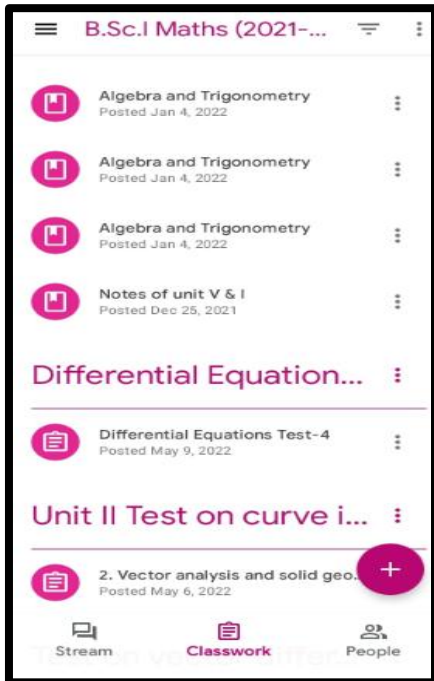 B.Sc.I Maths (2021-...
Algebra and Trigonometry
Posted Jan 4, 2022
Algebra and Trigonometry
Posted Jan 4, 2022
Algebra and Trigonometry
Posted Jan 4, 2022
Notes of unit V & I
Posted Dec 25, 2021
Differential Equation...
Differential Equations Test-4
Posted May 9, 2022
Unit II Test on curve i...
2. Vector analysis and solid geo...
Posted May 6, 2022
Stream
Classwork
People